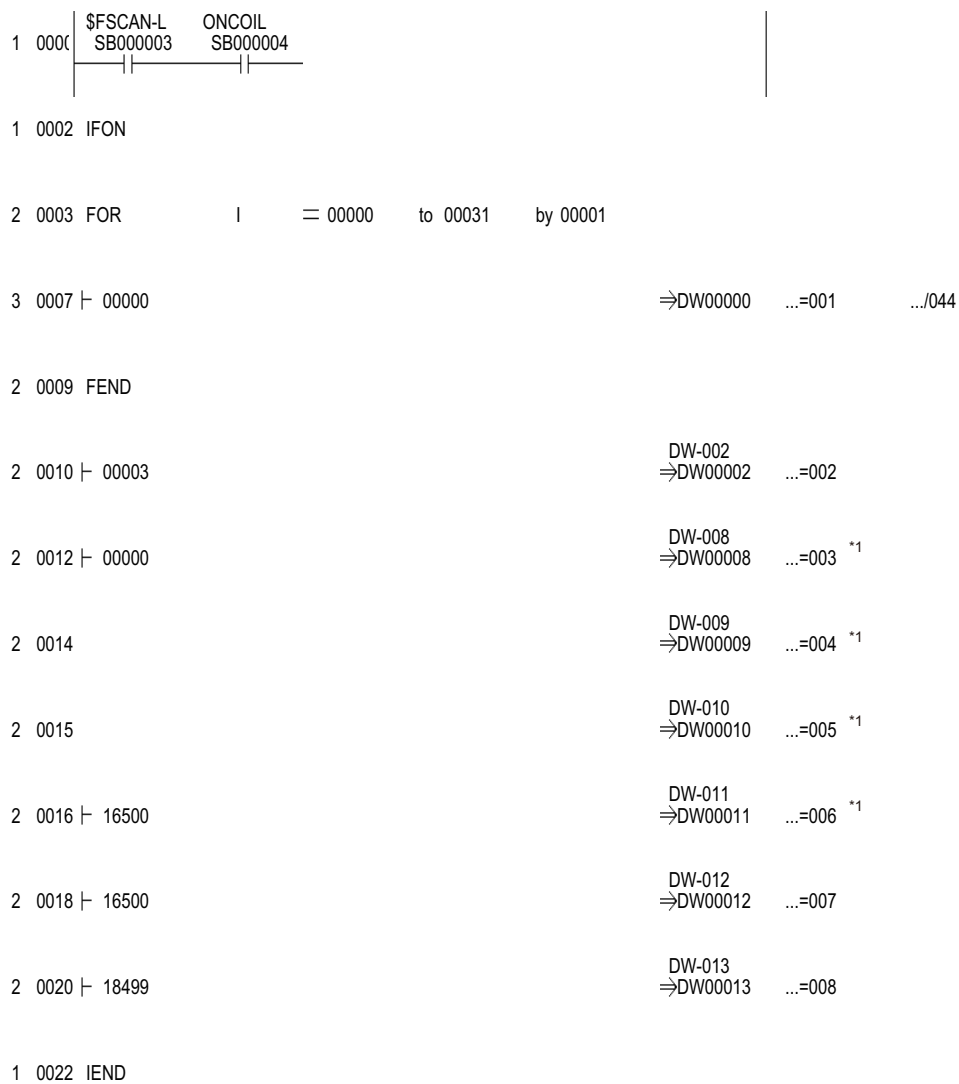 $FSCAN-L ONCOIL
1 000( SB000003 SB000004
1 0002 IFON
2 0003 FOR I = 00000 to 00031 by 00001
3 0007 ├ 00000 ⇒DW00000 ...=001 .../044
2 0009 FEND
DW-002
2 0010 ├ 00003 ⇒DW00002 ...=002
DW-008
2 0012 ├ 00000 ⇒DW00008 ...=003 *1
DW-009
2 0014 ⇒DW00009 ...=004 *1
DW-010
2 0015 ⇒DW00010 ...=005 *1
DW-011
2 0016 ├ 16500 ⇒DW00011 ...=006 *1
DW-012
2 0018 ├ 16500 ⇒DW00012 ...=007
DW-013
2 0020 ├ 18499 ⇒DW00013 ...=008
1 0022 IEND